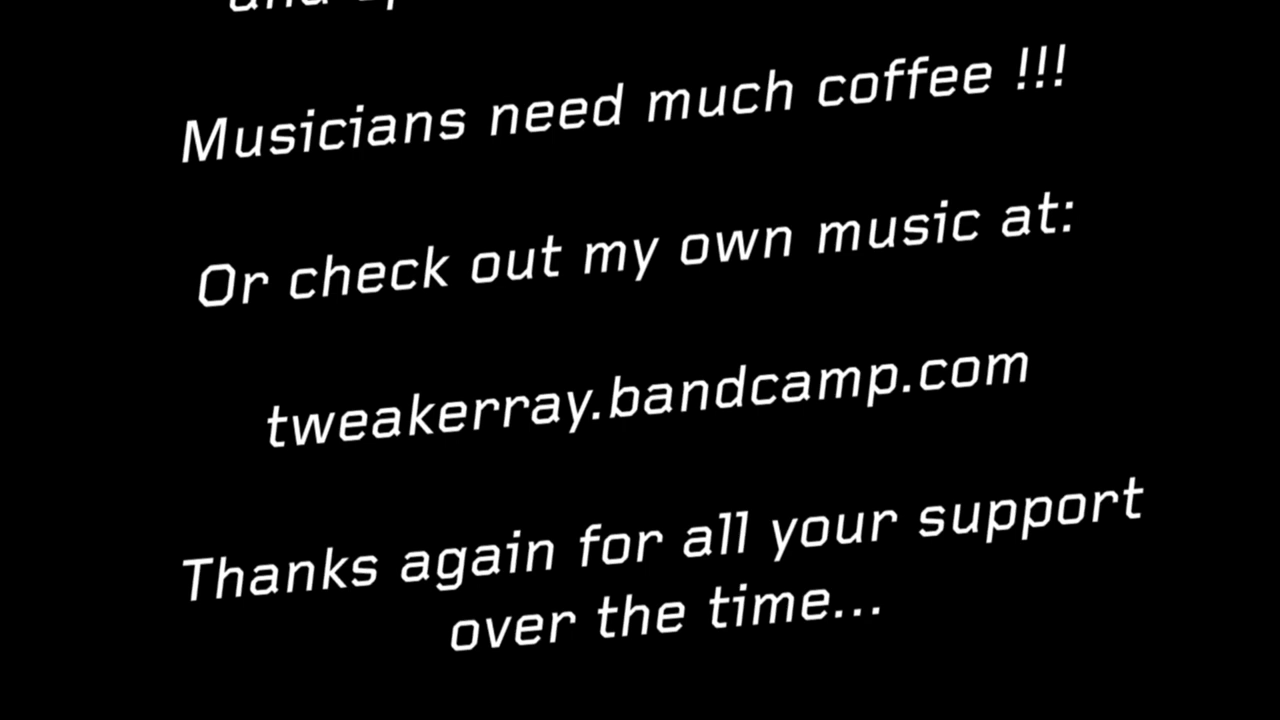 and
Musicians need much coffee !!!
Or check out my own music at:
tweakerray.bandcamp.com
Thanks again for all your support
over the time...